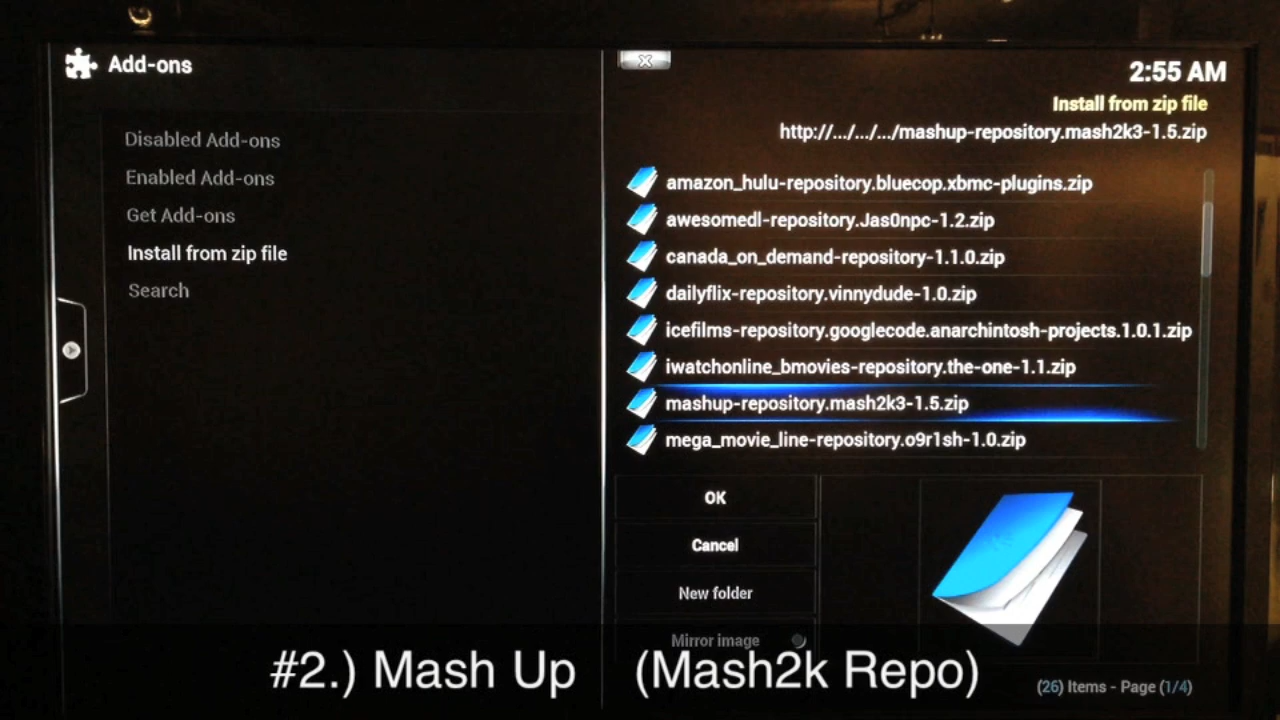 Add-ons
Disabled Add-ons
Enabled Add-ons
Get Add-ons
Install from zip file
Search
X
2:55 AM
Install from zip file
http://.../.../.../mashup-repository.mash2k3-1.5.zip
amazon_hulu-repository.bluecop.xbmc-plugins.zip
awesomedl-repository.Jas0npc-1.2.zip
canada_on_demand-repository-1.1.0.zip
dailyflix-repository.vinnydude-1.0.zip
icefilms-repository.googlecode.anarchintosh-projects.1.0.1.zip
iwatchonline_bmovies-repository.the-one-1.1.zip
mashup-repository.mash2k3-1.5.zip
mega_movie_line-repository.o9r1sh-1.0.zip
OK
Cancel
New folder
Mirror image
#2.) Mash Up (Mash2k Repo)
(26) Items - Page (1/4)